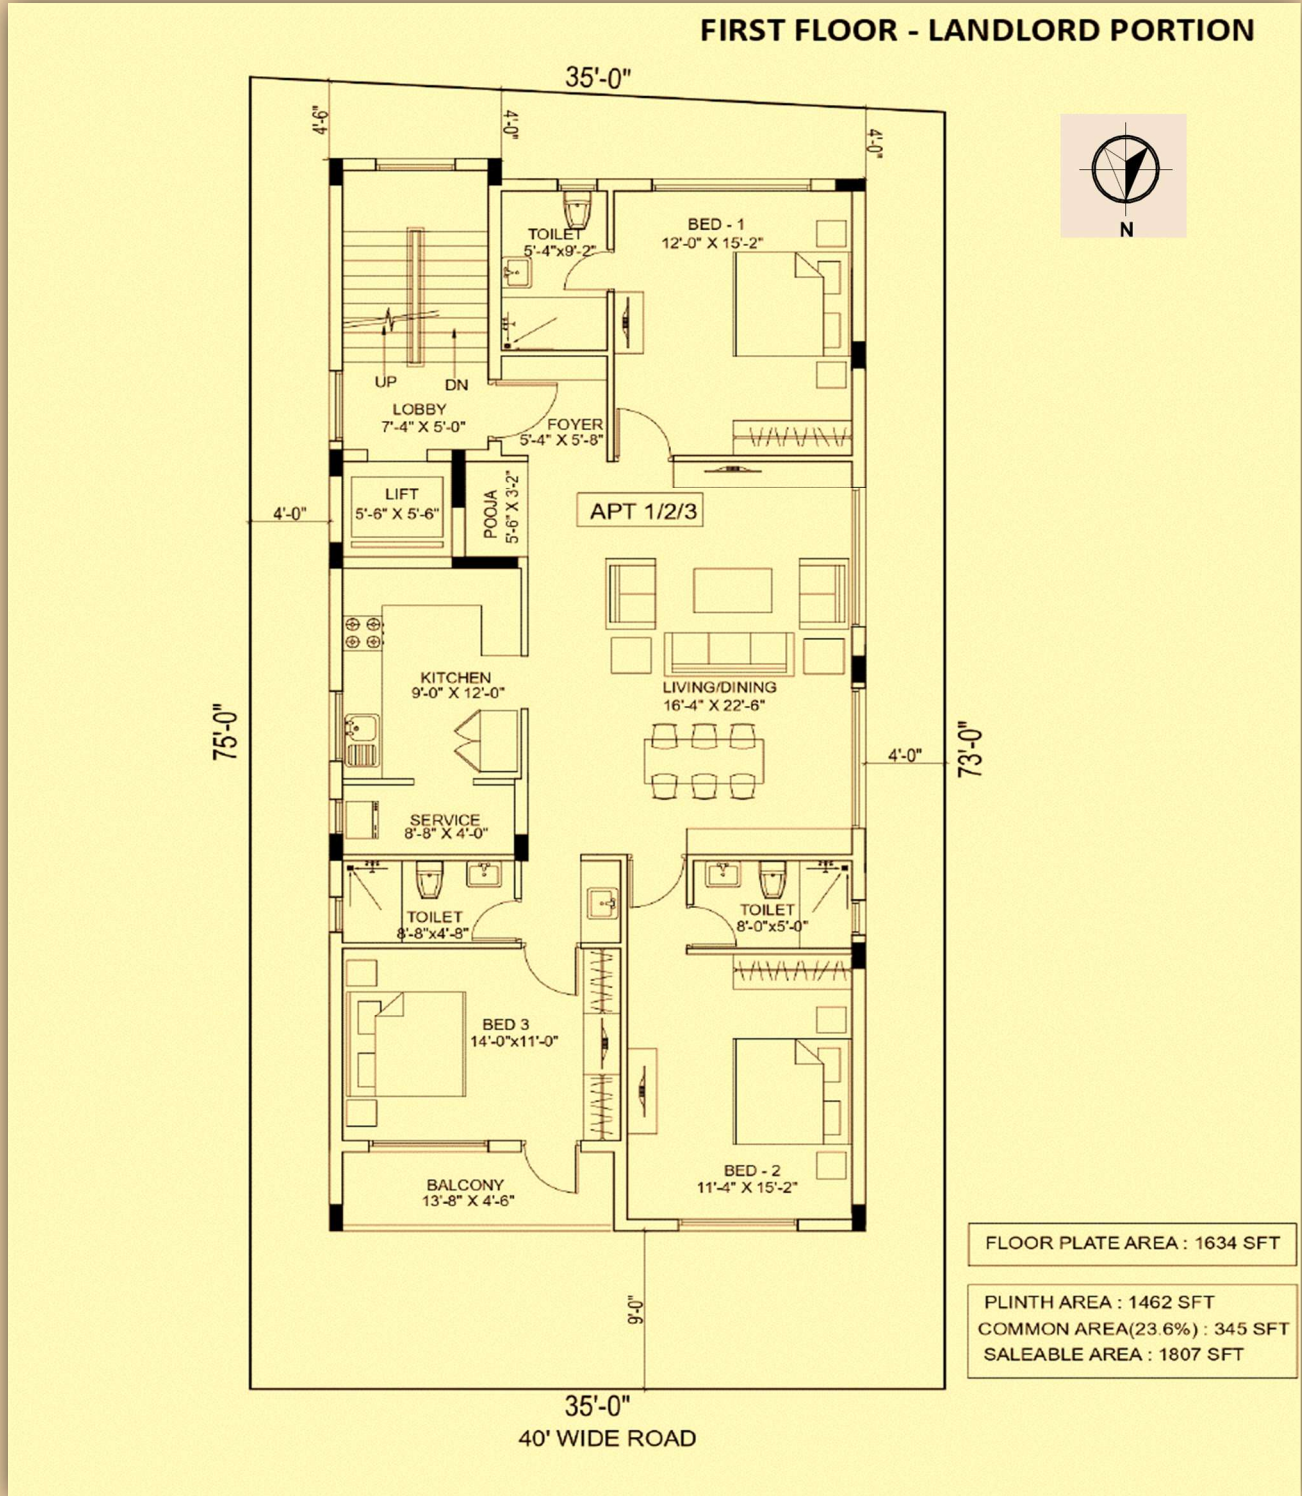 FIRST FLOOR - LANDLORD PORTION
35'-0"
4'-6"
4'-0"
4'-0"
N
TOILET
5'-4"x9'-2"
BED - 1
12'-0" X 15'-2"
UP
DN
LOBBY
7'-4" X 5'-0"
FOYER
5'-4" X 5'-8"
LIFT
5'-6" X 5'-6"
POOJA
5'-6" X 3'-2"
APT 1/2/3
4'-0"
KITCHEN
9'-0" X 12'-0"
LIVING/DINING
16'-4" X 22'-6"
75'-0"
73'-0"
4'-0"
SERVICE
8'-8" X 4'-0"
TOILET
8'-8"x4'-8"
TOILET
8'-0"x5'-0"
BED 3
14'-0"x11'-0"
BED - 2
11'-4" X 15'-2"
BALCONY
13'-8" X 4'-6"
9'-0"
FLOOR PLATE AREA : 1634 SFT
PLINTH AREA : 1462 SFT
COMMON AREA(23.6%) : 345 SFT
SALEABLE AREA : 1807 SFT
35'-0"
40' WIDE ROAD